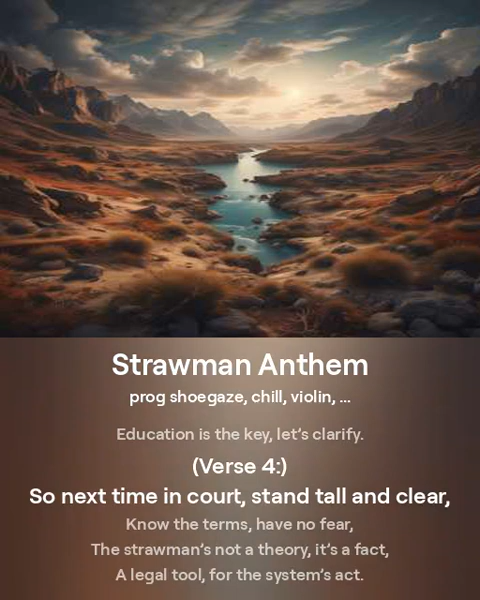 Strawman Anthem
prog shoegaze, chill, violin, ...
Education is the key, let's clarify.
(Verse 4:)
So next time in court, stand tall and clear,
Know the terms, have no fear,
The strawman's not a theory, it's a fact,
A legal tool, for the system's act.